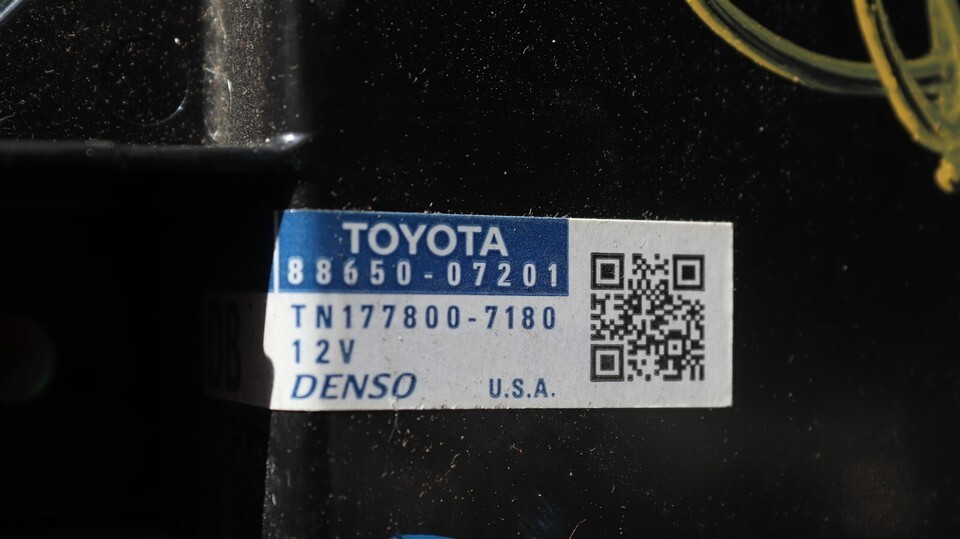 TOYOTA
88650-07201
TN177800-7180
12V
DENSO U.S.A.